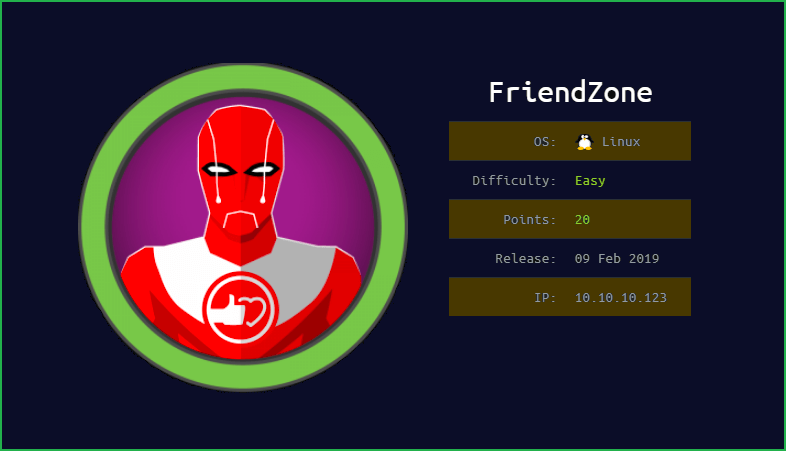 FriendZone
OS: Linux
Difficulty: Easy
Points: 20
Release: 09 Feb 2019
IP: 10.10.10.123